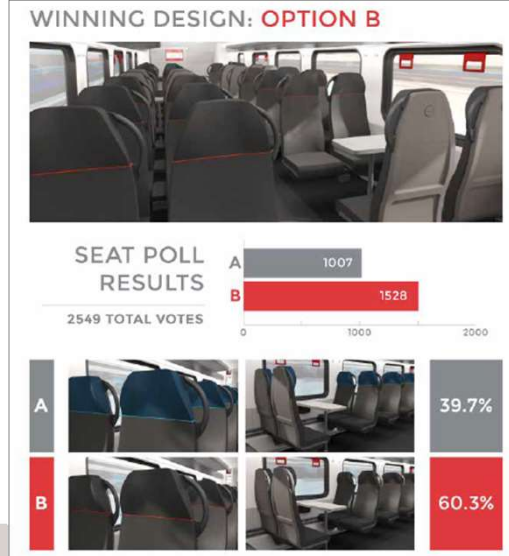 WINNING DESIGN: OPTION B
SEAT POLL
RESULTS
2549 TOTAL VOTES
A
1007
B
1528
0
1000
2000
A
39.7%
B
60.3%